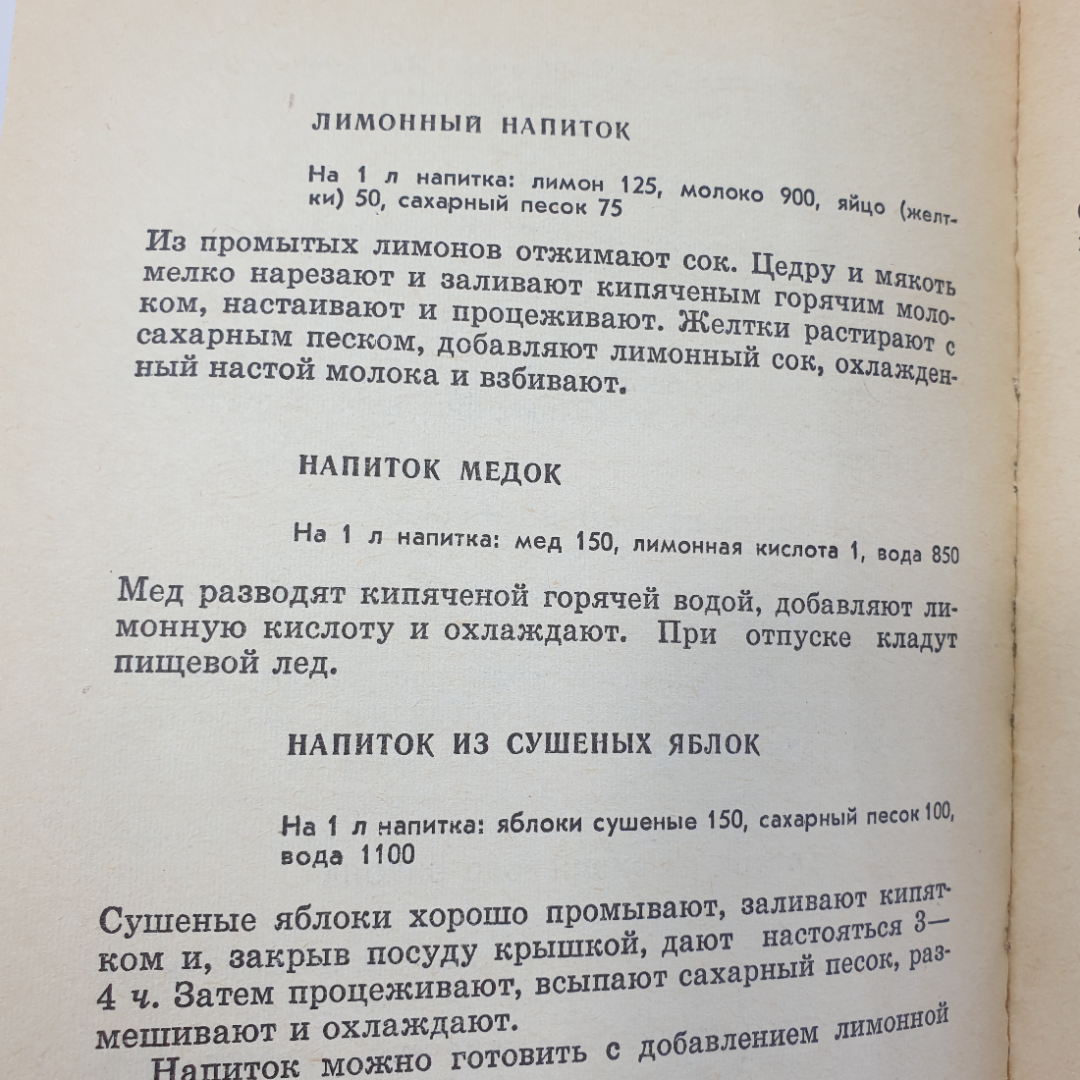 ЛИМОННЫЙ НАПИТОК
На 1 л напитка: лимон 125, молоко 900, яйцо (желт-
ки) 50, сахарный песок 75
Из промытых лимонов отжимают сок. Цедру и мякоть
мелко нарезают и заливают кипяченым горячим моло-
ком, настаивают и процеживают. Желтки растирают с
сахарным песком, добавляют лимонный сок, охлажден-
ный настой молока и взбивают.
НАПИТОК МЕДОК
На 1 л напитка: мед 150, лимонная кислота 1, вода 850
Мед разводят кипяченой горячей водой, добавляют ли-
монную кислоту и охлаждают. При отпуске кладут
пищевой лед.
НАПИТОК ИЗ СУШЕНЫХ ЯБЛОК
На 1 л напитка: яблоки сушеные 150, сахарный песок 100,
вода 1100
Сушеные яблоки хорошо промывают, заливают кипят-
ком и, закрыв посуду крышкой, дают настояться 3—
4 ч. Затем процеживают, всыпают сахарный песок, раз-
мешивают и охлаждают.
Напиток можно готовить с добавлением лимонной